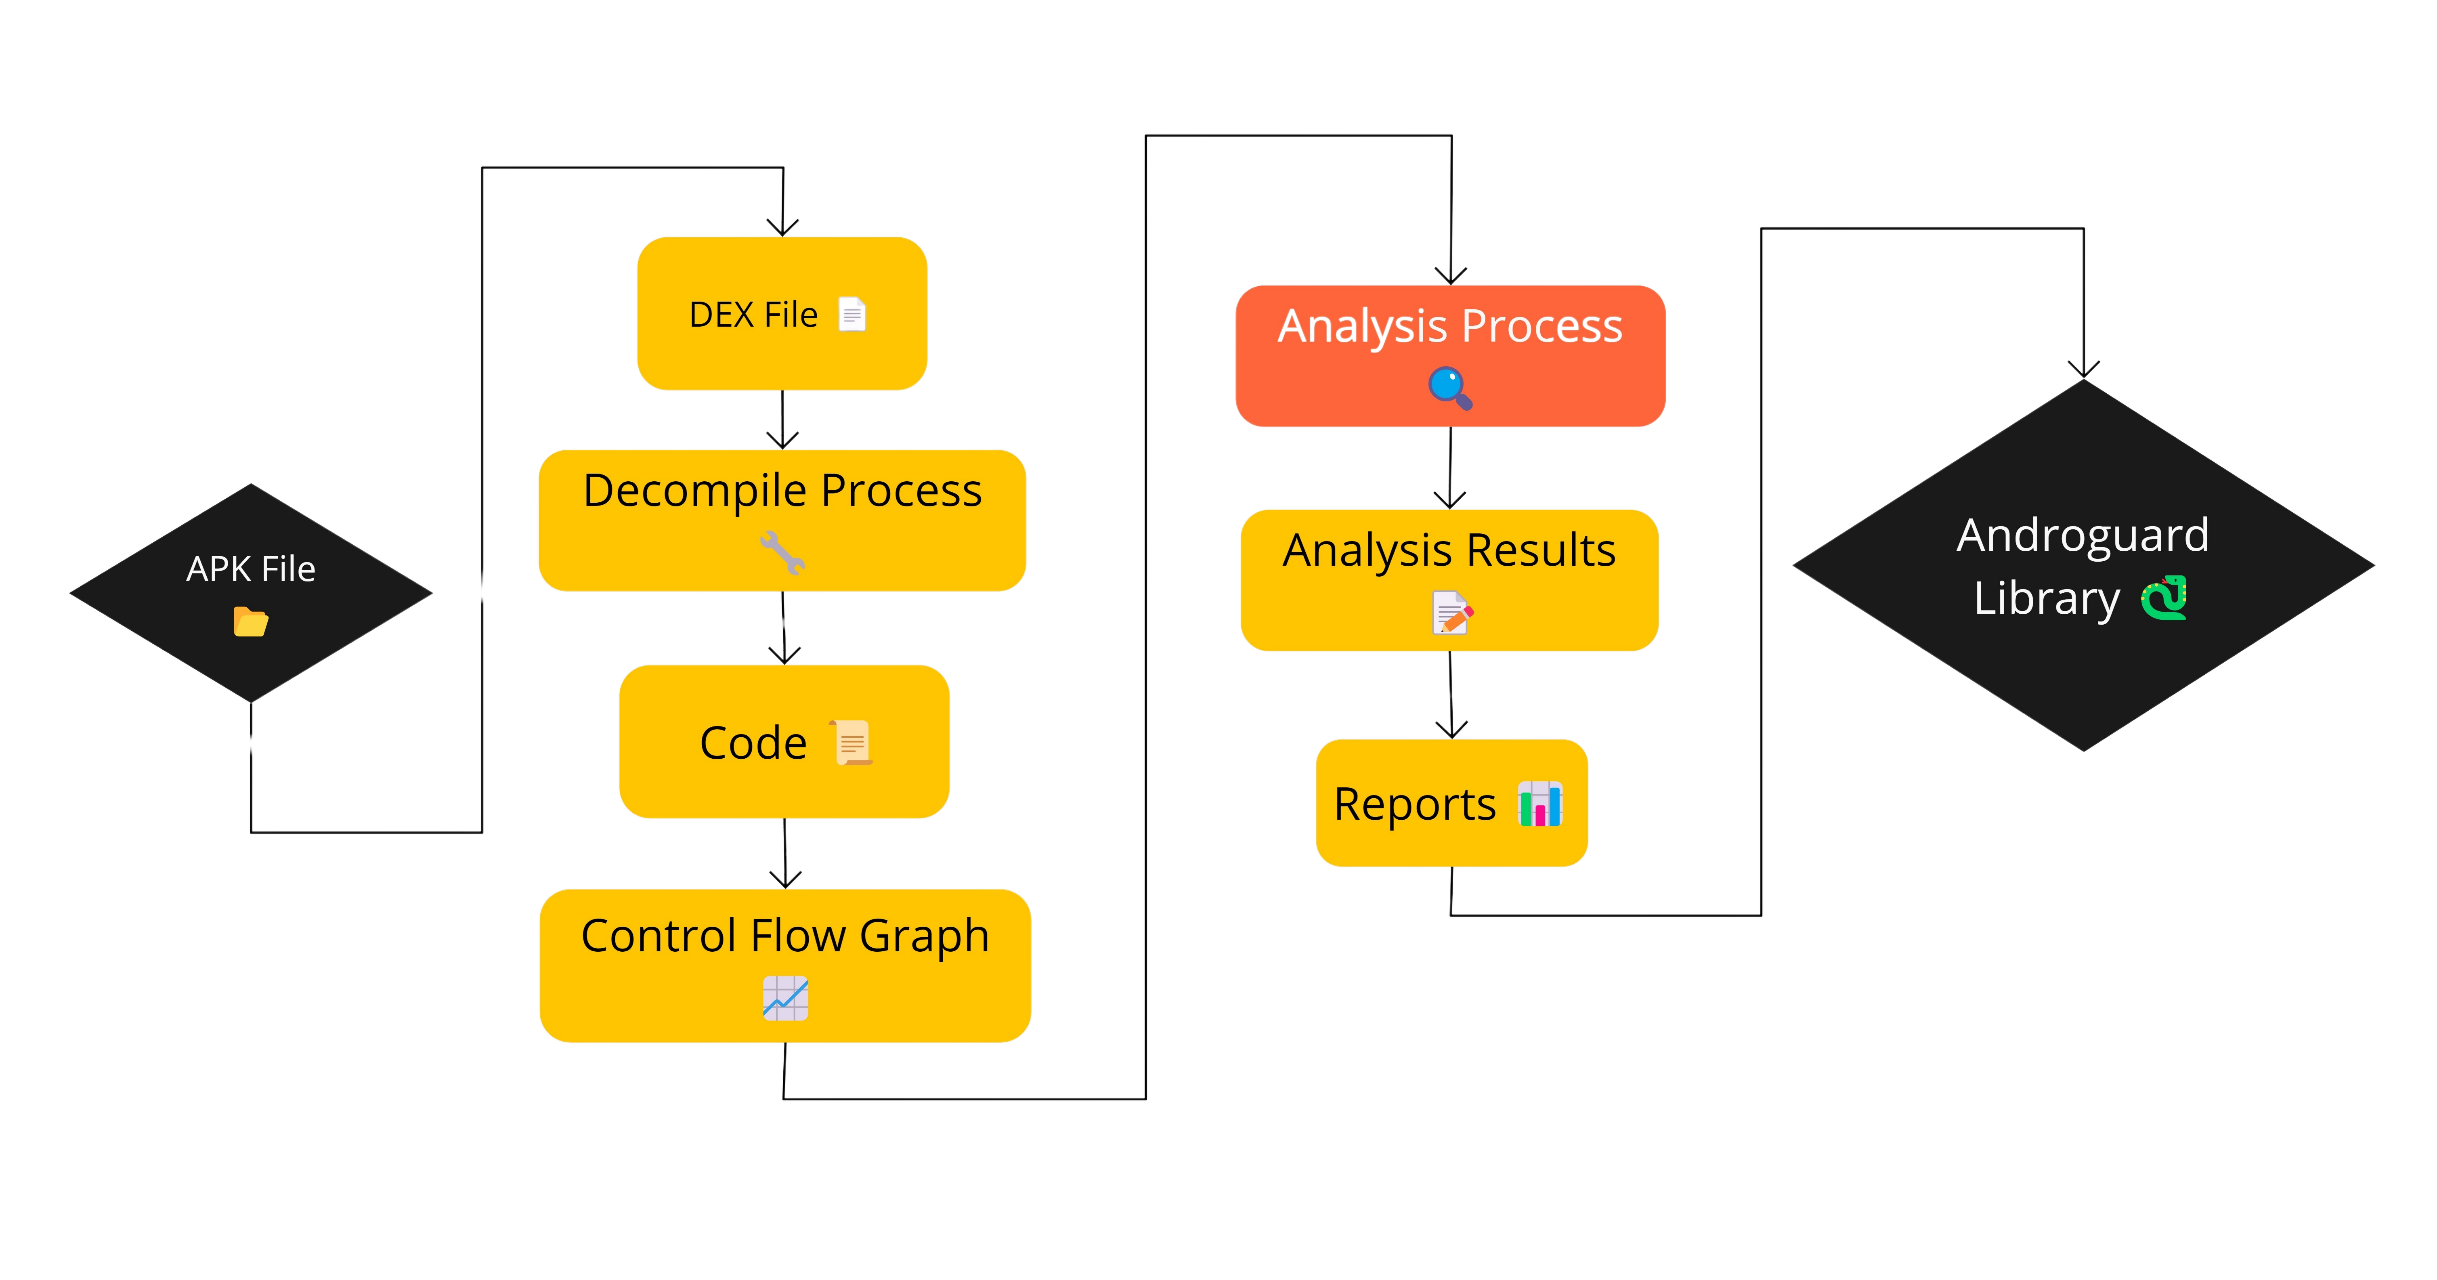 APK File
DEX File
Decompile Process
Code
Control Flow Graph
Analysis Process
Analysis Results
Reports
Androguard
Library